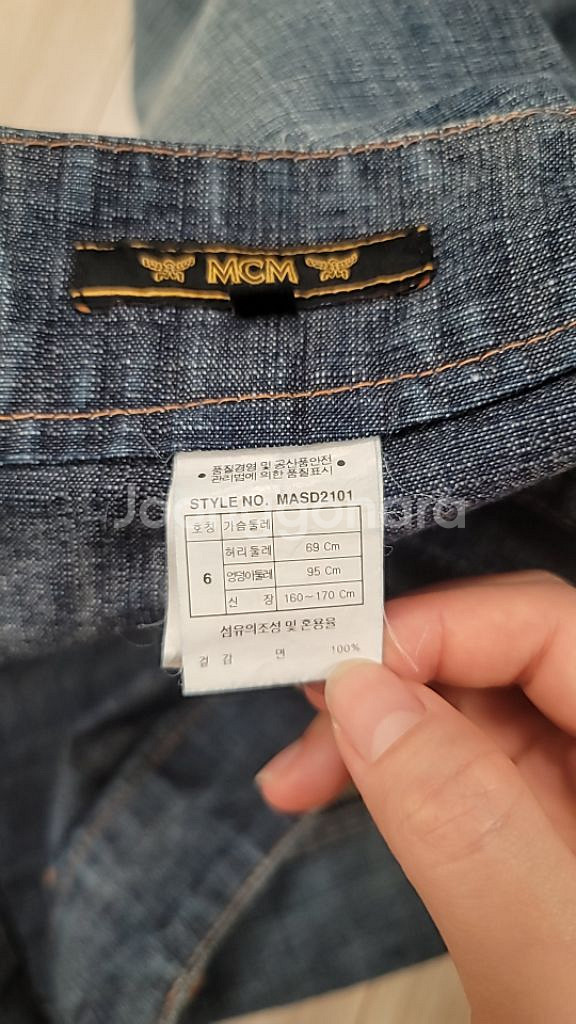 MCM
품질경영 및 공산품안전
관리법에 의한 품질표시
STYLE NO. MASD2101
호칭 가슴둘레
허리둘레 69 Cm
6 엉덩이둘레 95 Cm
신 장 160~170 Cm
섬유의조성 및 혼용율
겉 감 면 100%
Joonggonara